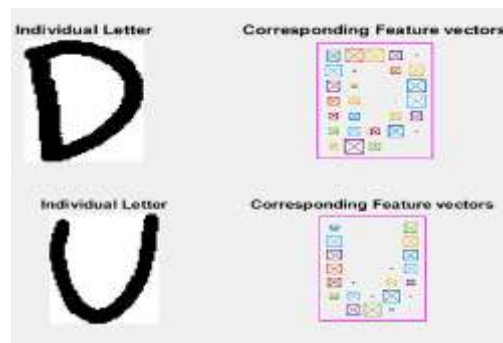 Individual Letter Corresponding Feature vectors
D
Individual Letter Corresponding Feature vectors
U